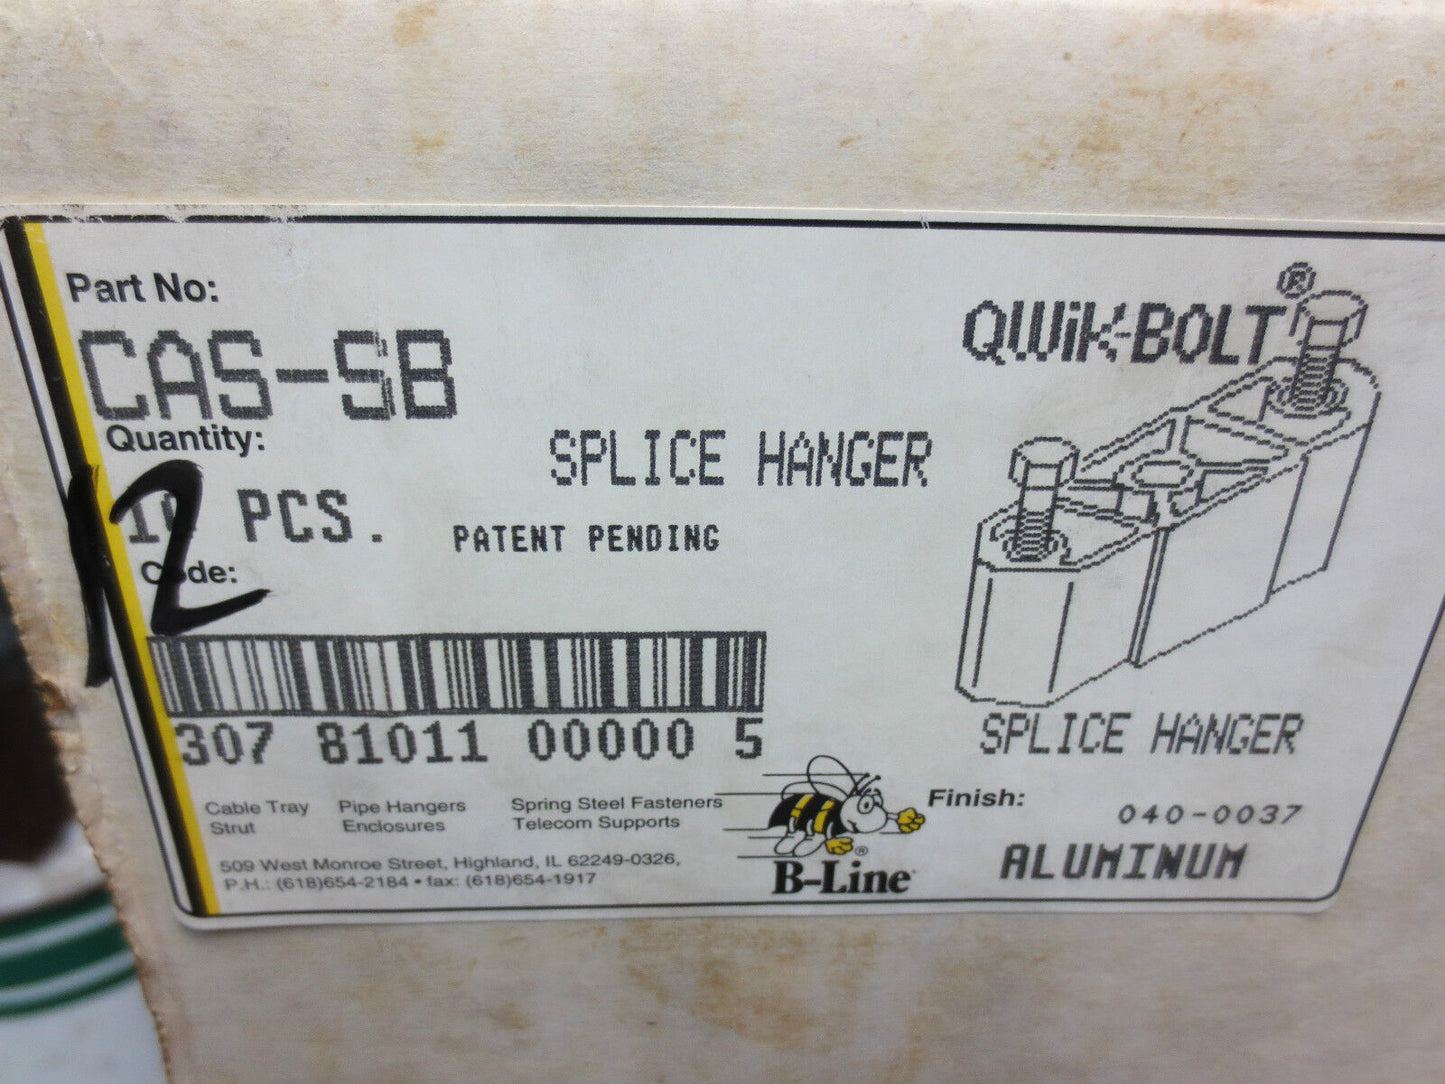 Part No:
CAS-SB
Quantity:
12
PCS.
SPLICE HANGER
PATENT PENDING
Code:
307 81011 00000 5
Cable Tray Pipe Hangers Spring Steel Fasteners
Strut Enclosures Telecom Supports
509 West Monroe Street, Highland, IL 62249-0326,
P.H.: (618)654-2184 • fax: (618)654-1917
QWiK-BOLT®
SPLICE HANGER
B-Line®
Finish:
040-0037
ALUMINUM